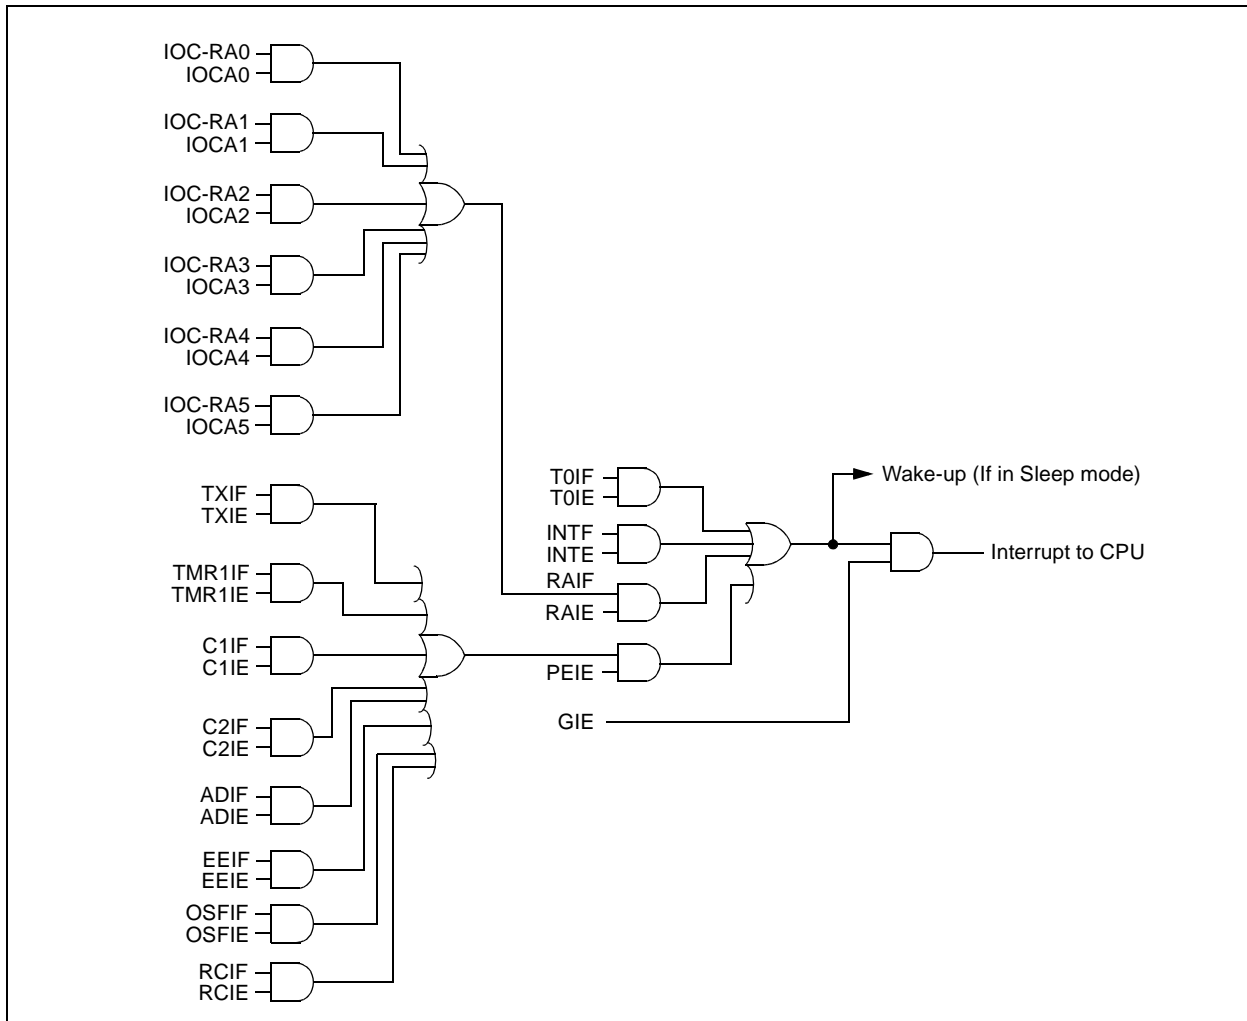 IOC-RA0
IOCA0
IOC-RA1
IOCA1
IOC-RA2
IOCA2
IOC-RA3
IOCA3
IOC-RA4
IOCA4
IOC-RA5
IOCA5
TXIF
TXIE
TMR1IF
TMR1IE
C1IF
C1IE
C2IF
C2IE
ADIF
ADIE
EEIF
EEIE
OSFIF
OSFIE
RCIF
RCIE
T0IF
T0IE
INTF
INTE
RAIF
RAIE
PEIE
GIE
Wake-up (If in Sleep mode)
Interrupt to CPU